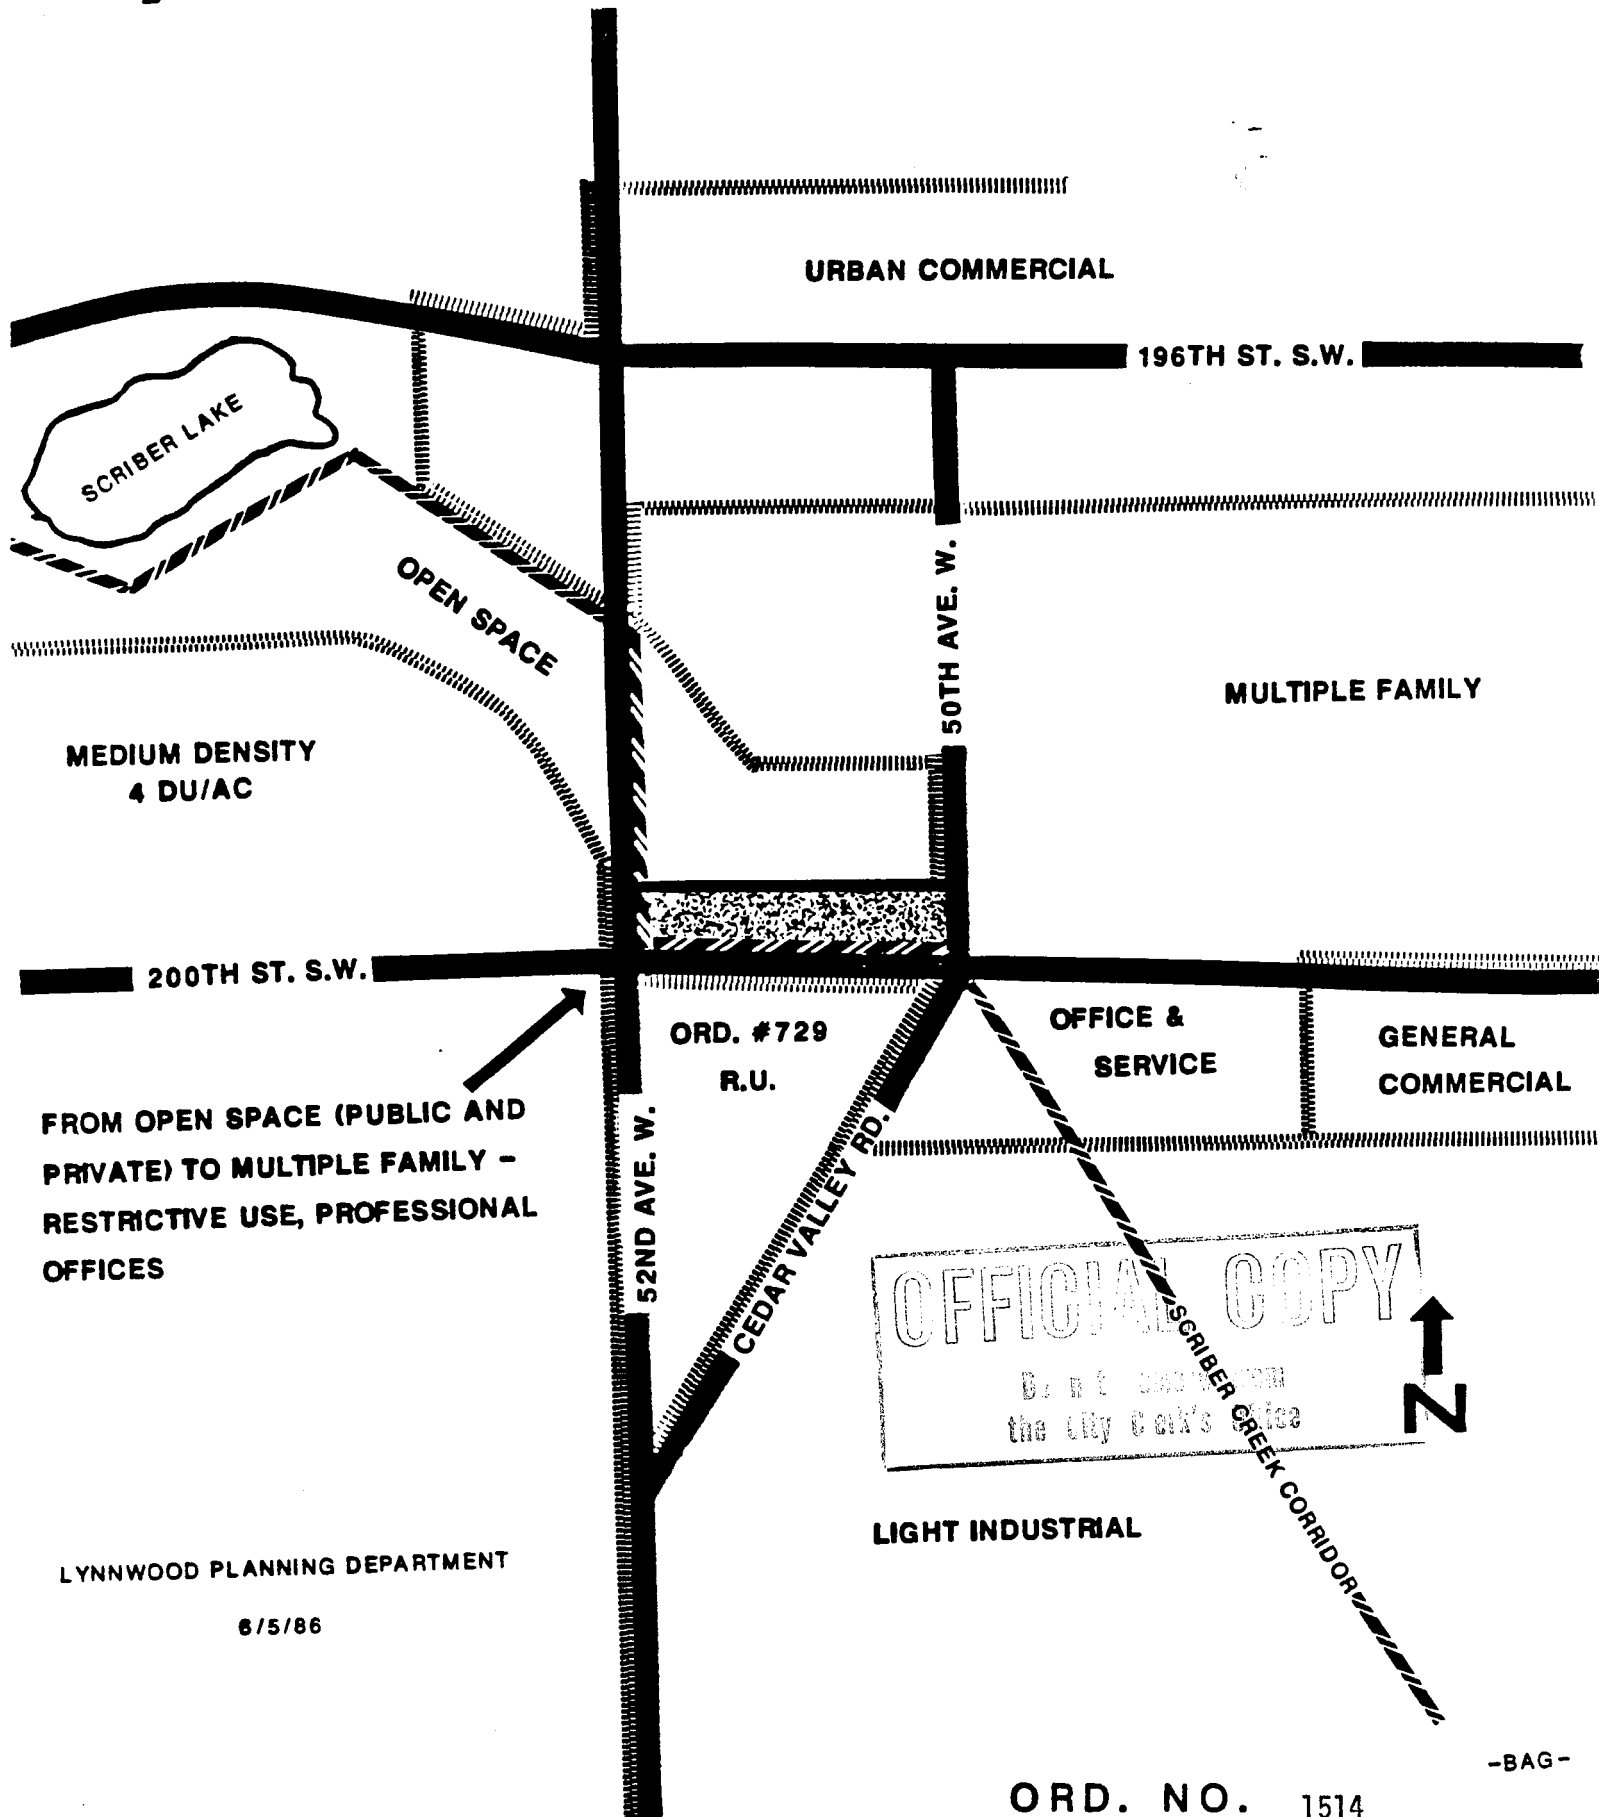 URBAN COMMERCIAL
196TH ST. S.W.
SCRIBER LAKE
OPEN SPACE
50TH AVE. W.
MULTIPLE FAMILY
MEDIUM DENSITY
4 DU/AC
200TH ST. S.W.
ORD. #729
R.U.
OFFICE &
SERVICE
GENERAL
COMMERCIAL
FROM OPEN SPACE (PUBLIC AND
PRIVATE) TO MULTIPLE FAMILY -
RESTRICTIVE USE, PROFESSIONAL
OFFICES
52ND AVE. W.
CEDAR VALLEY RD.
OFFICIAL COPY
the City Clerk's Office
SCRIBER CREEK CORRIDOR
N
LIGHT INDUSTRIAL
LYNNWOOD PLANNING DEPARTMENT
6/5/86
-BAG-
ORD. NO. 1514